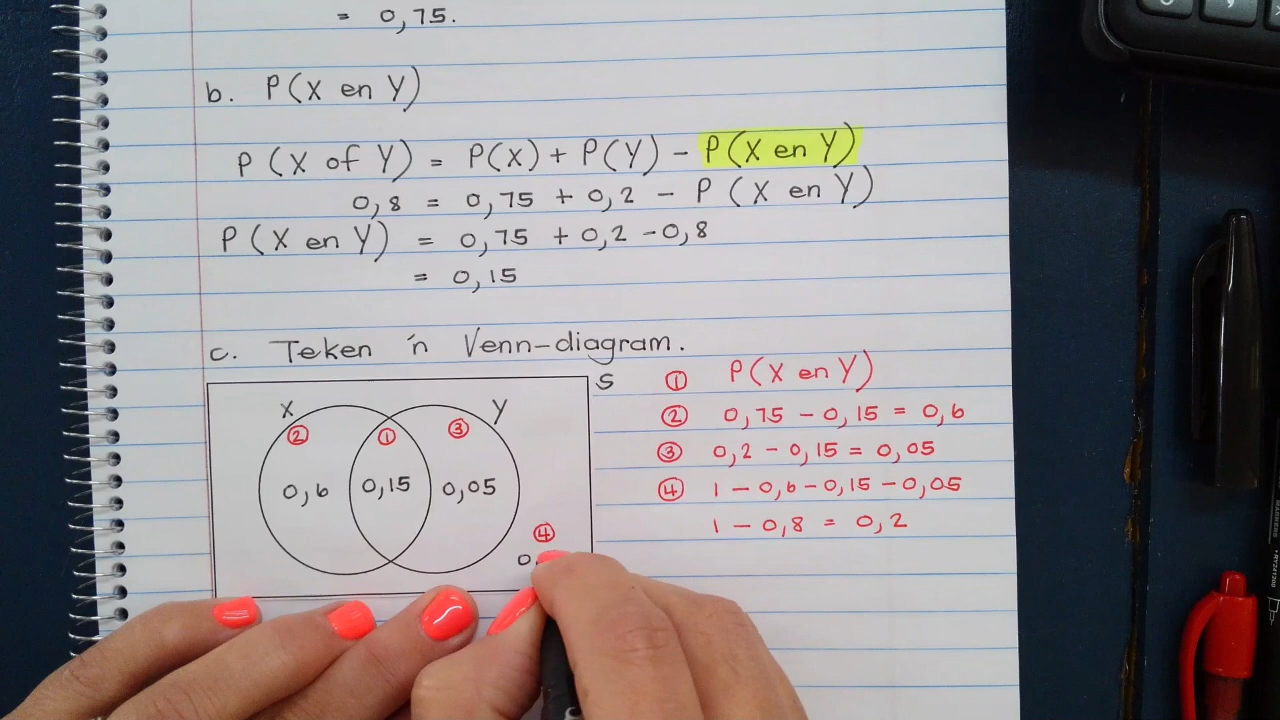 = 0,75.
b. P(X en Y)
P(X of Y) = P(X) + P(Y) - P(X en Y)
0,8 = 0,75 + 0,2 - P(X en Y)
P(X en Y) = 0,75 + 0,2 - 0,8
= 0,15
c. Teken 'n Venn-diagram.
S
X Y
② ① ③
0,6 0,15 0,05
④
0,
① P(X en Y)
② 0,75 - 0,15 = 0,6
③ 0,2 - 0,15 = 0,05
④ 1 - 0,6 - 0,15 - 0,05
1 - 0,8 = 0,2